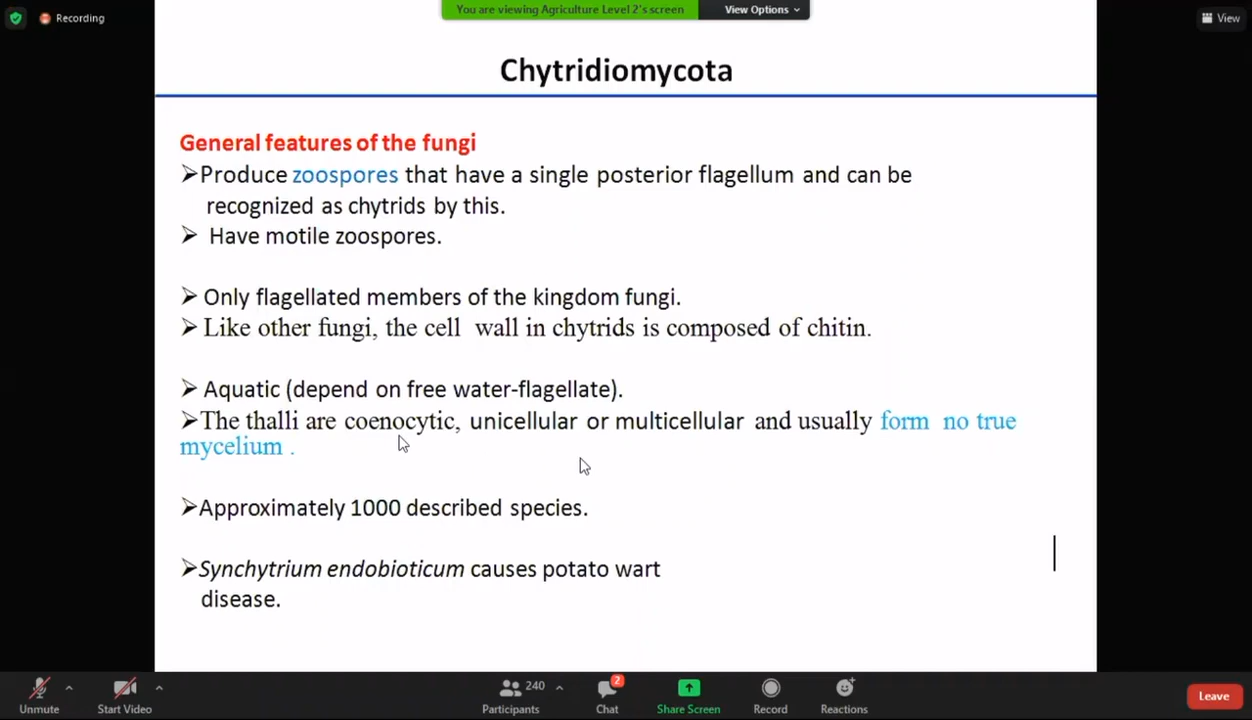 Recording
You are viewing Agriculture Level 2's screen
View Options
View
Chytridiomycota
General features of the fungi
➢Produce zoospores that have a single posterior flagellum and can be
recognized as chytrids by this.
➢ Have motile zoospores.
➢ Only flagellated members of the kingdom fungi.
➢ Like other fungi, the cell wall in chytrids is composed of chitin.
➢ Aquatic (depend on free water-flagellate).
➢The thalli are coenocytic, unicellular or multicellular and usually form no true
mycelium .
➢Approximately 1000 described species.
➢Synchytrium endobioticum causes potato wart
disease.
240
2
Unmute
Start Video
Participants
Chat
Share Screen
Record
Reactions
Leave